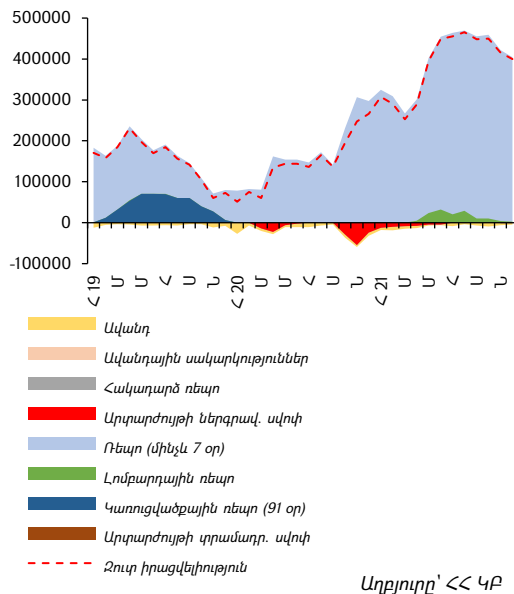 500000
400000
300000
200000
100000
0
-100000
Հ 19
Մ
Մ
Հ
Ս
Ն
Հ 20
Մ
Մ
Հ
Ս
Ն
Հ 21
Մ
Մ
Հ
Ս
Ն
Ավանդ
Ավանդային սակարկություններ
Հակադարձ ռեպո
Արտարժույթի ներգրավ. սվոփ
Ռեպո (մինչև 7 օր)
Լոմբարդային ռեպո
Կառուցվածքային ռեպո (91 օր)
Արտարժույթի տրամադր. սվոփ
Զուտ իրացվելիություն
Աղբյուրը՝ ՀՀ ԿԲ